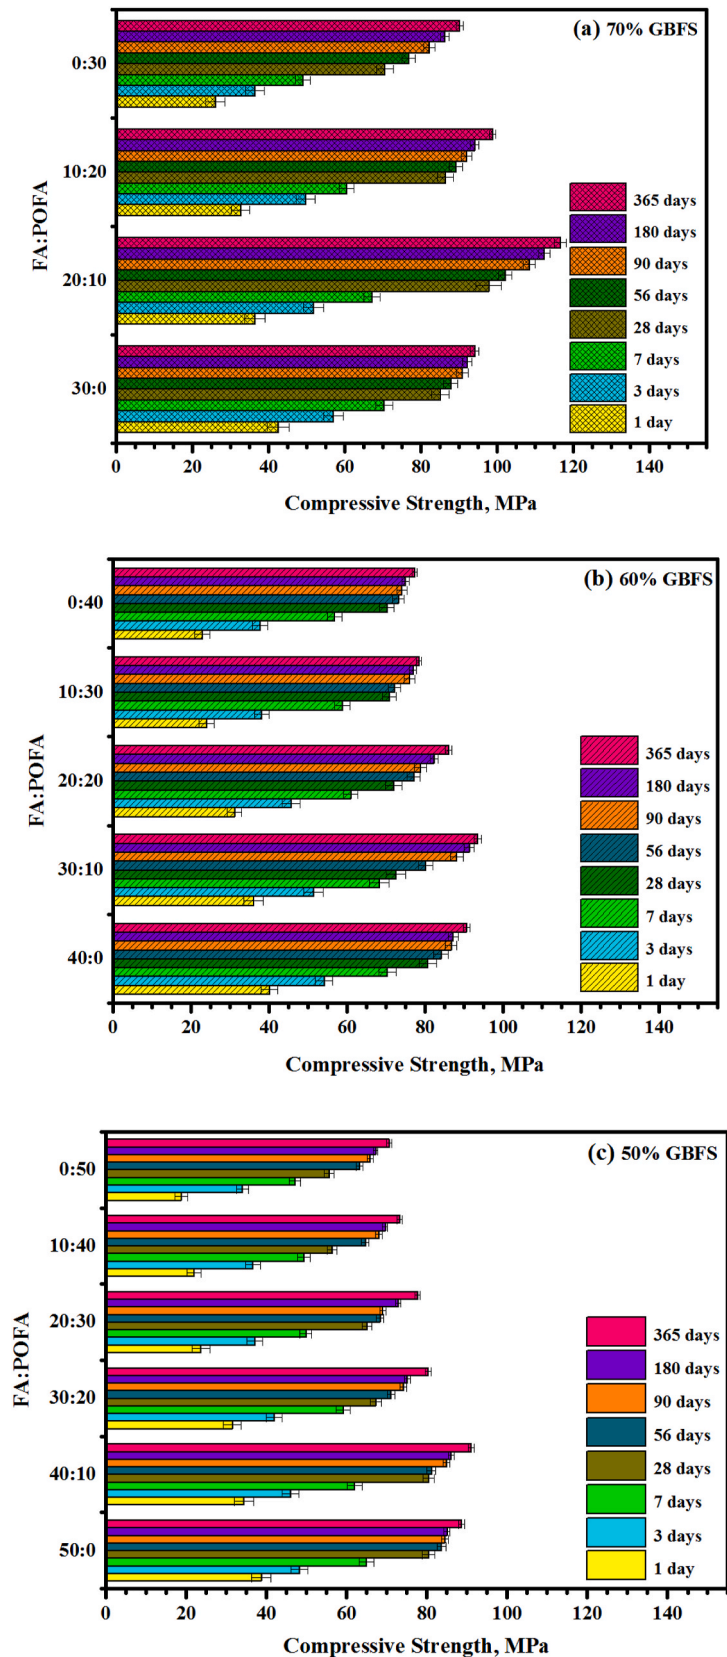 (a) 70% GBFS
FA:POFA
0:30
10:20
20:10
30:0
365 days
180 days
90 days
56 days
28 days
7 days
3 days
1 day
0 20 40 60 80 100 120 140
Compressive Strength, MPa
(b) 60% GBFS
FA:POFA
0:40
10:30
20:20
30:10
40:0
365 days
180 days
90 days
56 days
28 days
7 days
3 days
1 day
0 20 40 60 80 100 120 140
Compressive Strength, MPa
(c) 50% GBFS
FA:POFA
0:50
10:40
20:30
30:20
40:10
50:0
365 days
180 days
90 days
56 days
28 days
7 days
3 days
1 day
0 20 40 60 80 100 120 140
Compressive Strength, MPa